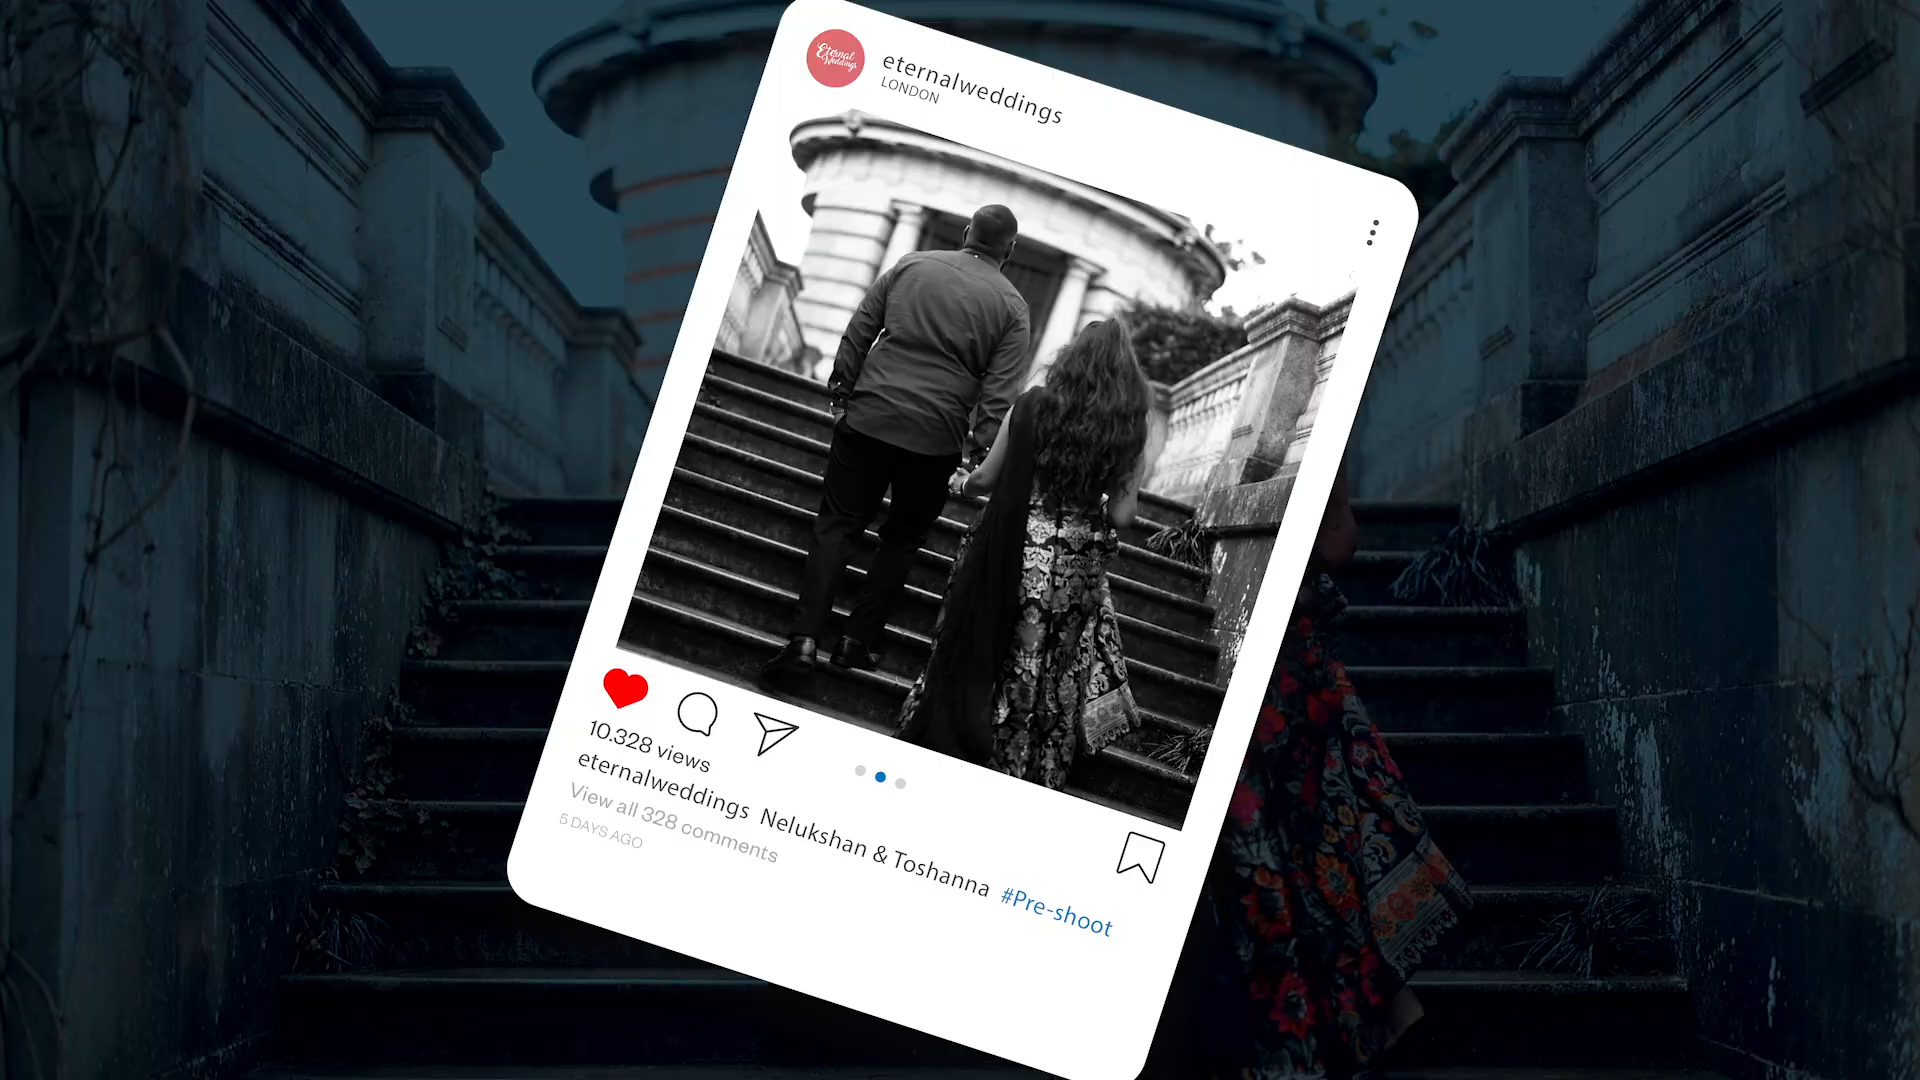 Eternal
Weddings
eternalweddings
LONDON
10.328 views
eternalweddings Nelukshan & Toshanna #Pre-shoot
View all 328 comments
5 DAYS AGO